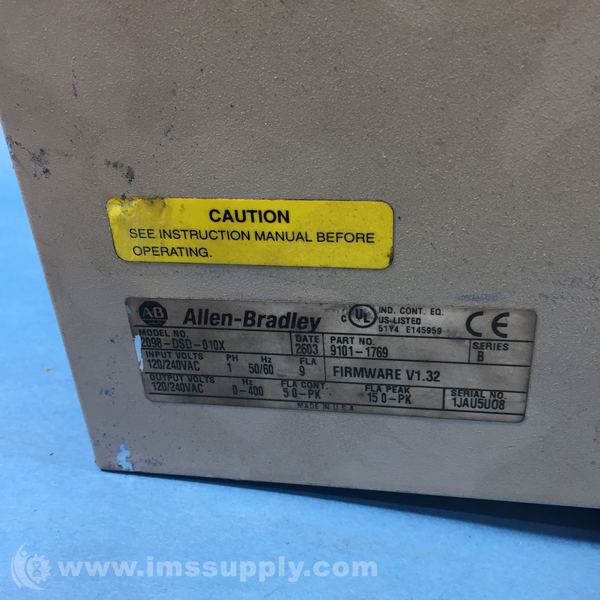 CAUTION
SEE INSTRUCTION MANUAL BEFORE
OPERATING.
AB Allen-Bradley
C UL US LISTED
IND. CONT. EQ.
51Y4 E145959
CE
MODEL NO.
2098-DSD-010X
DATE
2603
PART NO.
9101-1769
SERIES
B
INPUT VOLTS
120/240VAC
PH
1
Hz
50/60
FLA
9
FIRMWARE V1.32
OUTPUT VOLTS
120/240VAC
Hz
0-400
FLA CONT.
5 0-PK
FLA PEAK
15 0-PK
SERIAL NO.
1JAU5U08
MADE IN U.S.A
www.imssupply.com